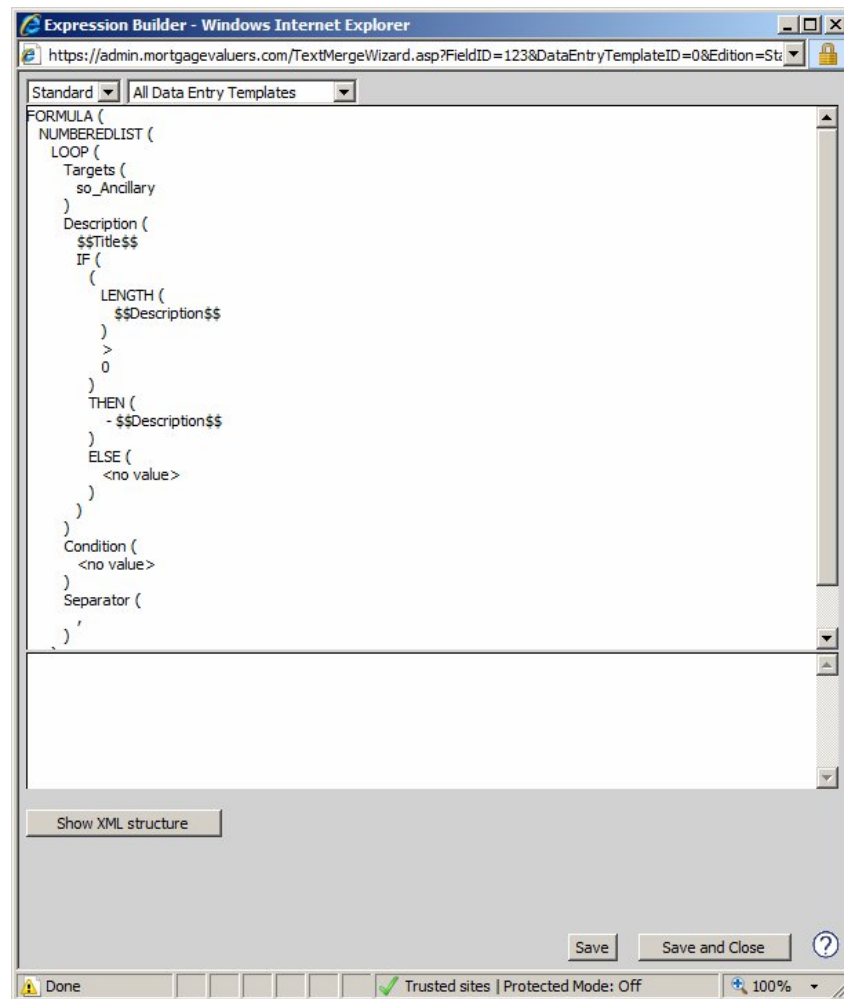 Expression Builder - Windows Internet Explorer
https://admin.mortgagevaluers.com/TextMergeWizard.asp?FieldID=123&DataEntryTemplateID=0&Edition=Sta
Standard All Data Entry Templates
FORMULA (
NUMBEREDLIST (
LOOP (
Targets (
so_Ancillary
)
Description (
$$Title$$
IF (
(
LENGTH (
$$Description$$
)
>
0
)
THEN (
- $$Description$$
)
ELSE (
<no value>
)
)
)
Condition (
<no value>
)
Separator (
,
)
Show XML structure
Save Save and Close ?
Done Trusted sites | Protected Mode: Off 100%